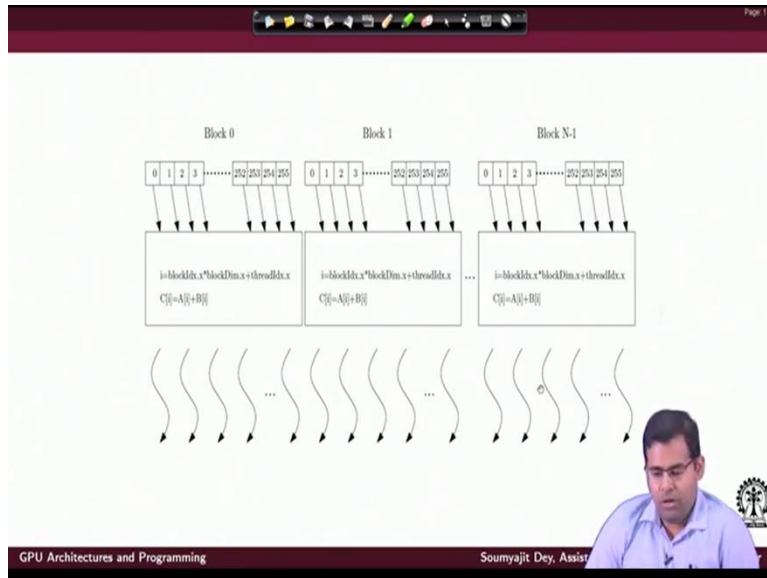 Page 1
Block 0 Block 1 Block N-1
0 1 2 3 ........ 252 253 254 255 0 1 2 3 ........ 252 253 254 255 0 1 2 3 ........ 252 253 254 255
i=blockIdx.x*blockDim.x+threadIdx.x i=blockIdx.x*blockDim.x+threadIdx.x ... i=blockIdx.x*blockDim.x+threadIdx.x
C[i]=A[i]+B[i] C[i]=A[i]+B[i] C[i]=A[i]+B[i]
... ... ...
GPU Architectures and Programming Soumyajit Dey, Assist